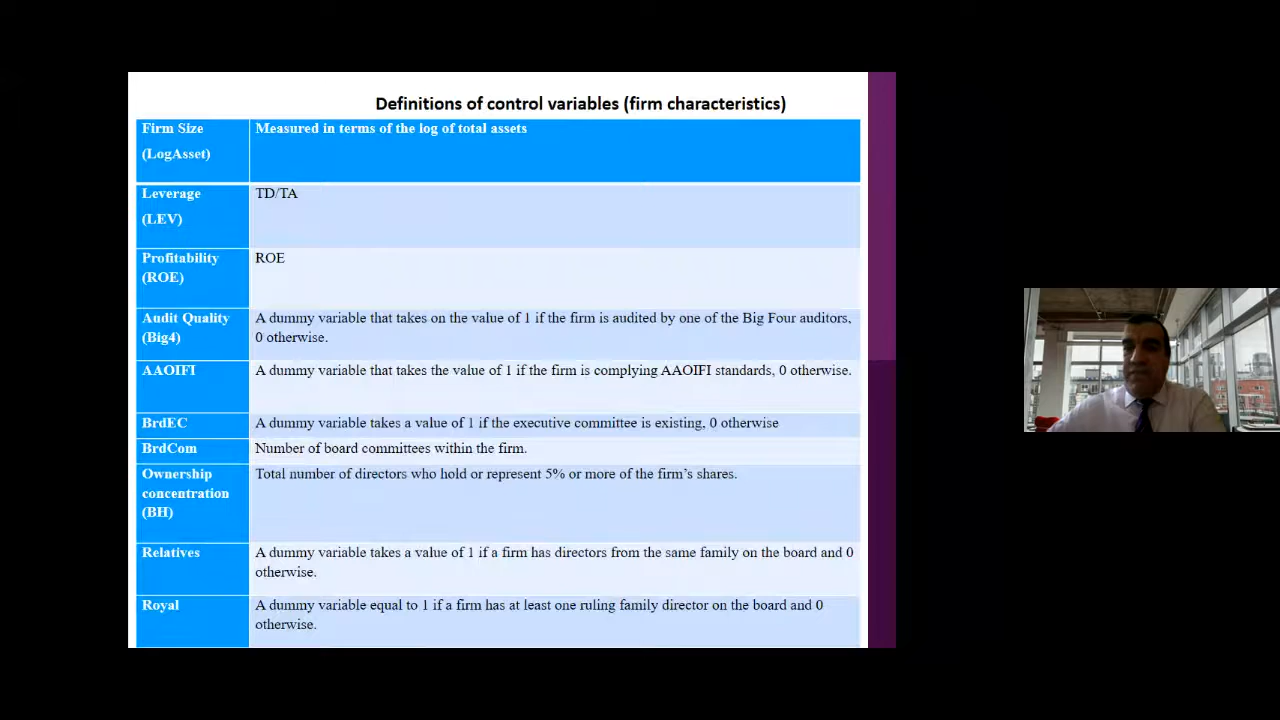 Definitions of control variables (firm characteristics)
Firm Size
(LogAsset)
Measured in terms of the log of total assets
Leverage
(LEV)
TD/TA
Profitability
(ROE)
ROE
Audit Quality
(Big4)
A dummy variable that takes on the value of 1 if the firm is audited by one of the Big Four auditors,
0 otherwise.
AAOIFI
A dummy variable that takes the value of 1 if the firm is complying AAOIFI standards, 0 otherwise.
BrdEC
A dummy variable takes a value of 1 if the executive committee is existing, 0 otherwise
BrdCom
Number of board committees within the firm.
Ownership
concentration
(BH)
Total number of directors who hold or represent 5% or more of the firm's shares.
Relatives
A dummy variable takes a value of 1 if a firm has directors from the same family on the board and 0
otherwise.
Royal
A dummy variable equal to 1 if a firm has at least one ruling family director on the board and 0
otherwise.